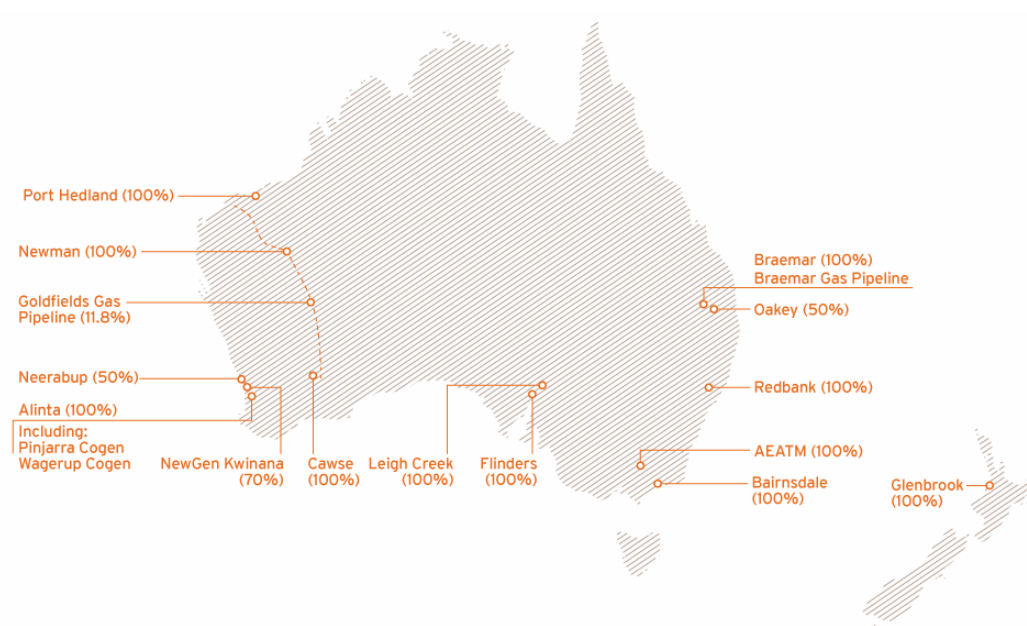 Port Hedland (100%)
Newman (100%)
Goldfields Gas
Pipeline (11.8%)
Neerabup (50%)
Alinta (100%)
Including:
Pinjarra Cogen
Wagerup Cogen
NewGen Kwinana
(70%)
Cawse
(100%)
Leigh Creek
(100%)
Flinders
(100%)
Braemar (100%)
Braemar Gas Pipeline
Oakey (50%)
Redbank (100%)
AEATM (100%)
Bairnsdale
(100%)
Glenbrook
(100%)